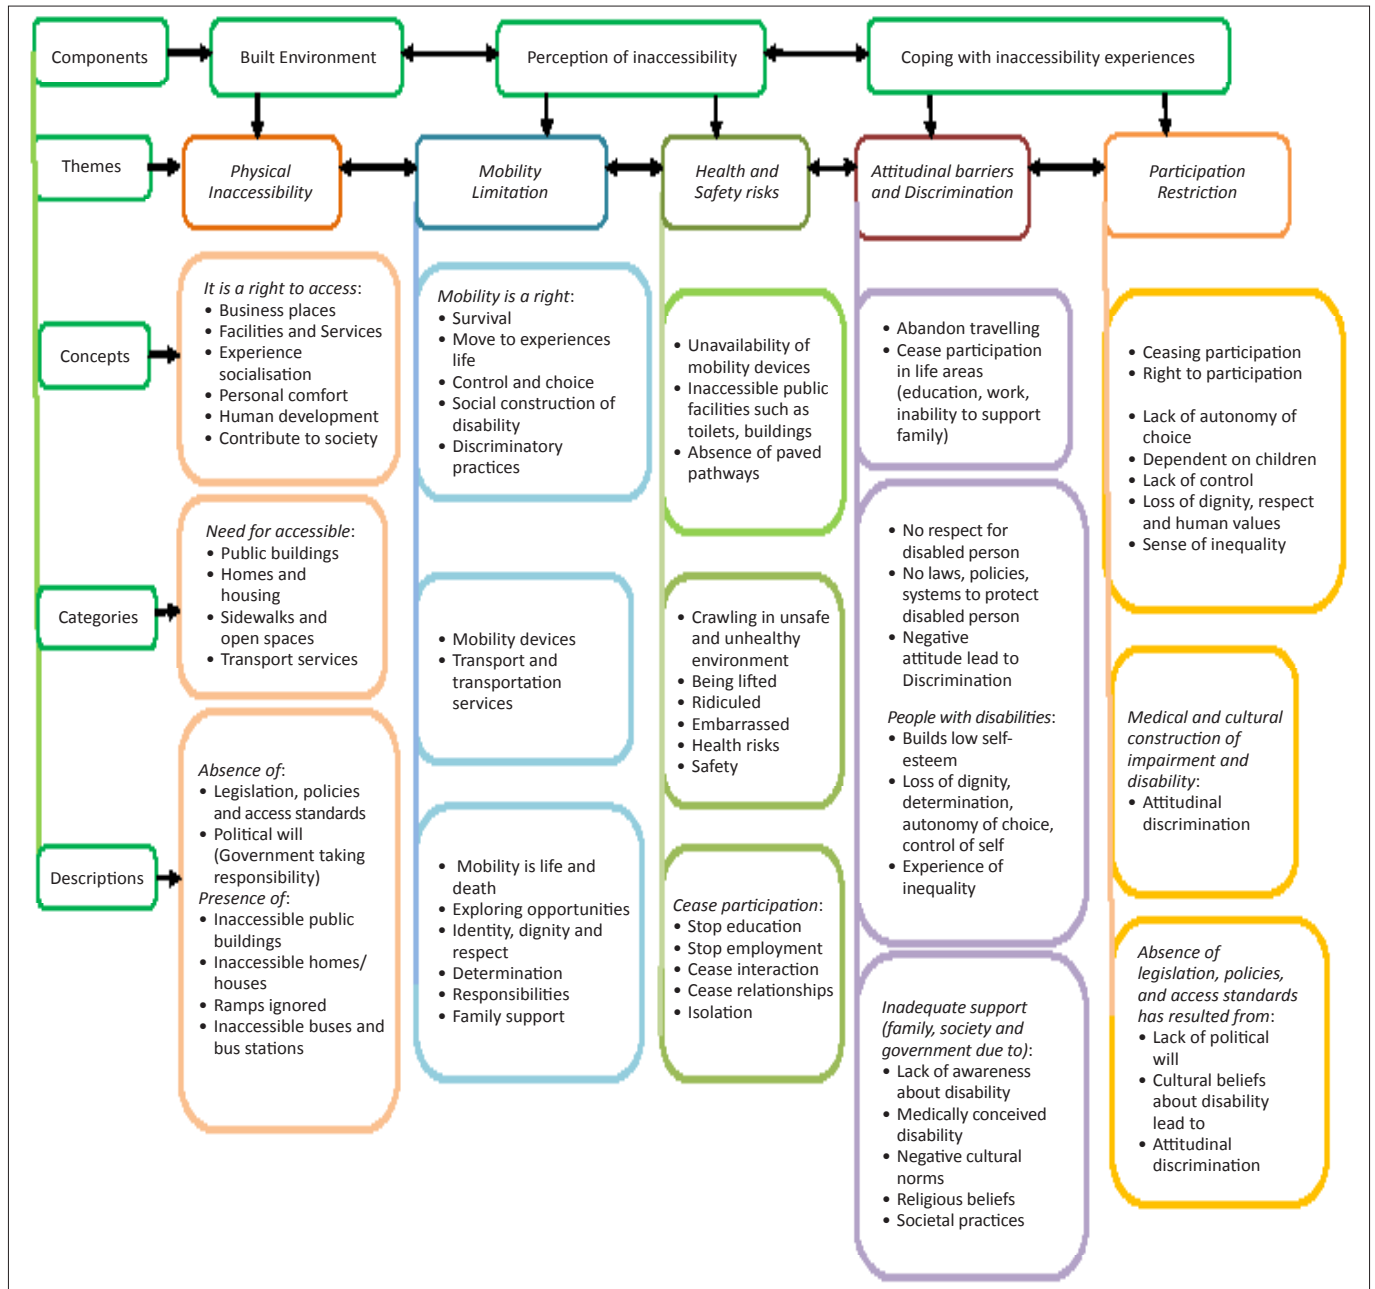 Components
Built Environment
Perception of inaccessibility
Coping with inaccessibility experiences
Themes
Physical
Inaccessibility
Mobility
Limitation
Health and
Safety risks
Attitudinal barriers
and Discrimination
Participation
Restriction
Concepts
It is a right to access:
• Business places
• Facilities and Services
• Experience
socialisation
• Personal comfort
• Human development
• Contribute to society
Mobility is a right:
• Survival
• Move to experiences
life
• Control and choice
• Social construction of
disability
• Discriminatory
practices
• Unavailability of
mobility devices
• Inaccessible public
facilities such as
toilets, buildings
• Absence of paved
pathways
• Abandon travelling
• Cease participation
in life areas
(education, work,
inability to support
family)
• Ceasing participation
• Right to participation
• Lack of autonomy of
choice
• Dependent on children
• Lack of control
• Loss of dignity, respect
and human values
• Sense of inequality
Categories
Need for accessible:
• Public buildings
• Homes and
housing
• Sidewalks and
open spaces
• Transport services
• Mobility devices
• Transport and
transportation
services
• Crawling in unsafe
and unhealthy
environment
• Being lifted
• Ridiculed
• Embarrassed
• Health risks
• Safety
• No respect for
disabled person
• No laws, policies,
systems to protect
disabled person
• Negative
attitude lead to
Discrimination
People with disabilities:
• Builds low self-
esteem
• Loss of dignity,
determination,
autonomy of choice,
control of self
• Experience of
inequality
Medical and cultural
construction of
impairment and
disability:
• Attitudinal
discrimination
Descriptions
Absence of:
• Legislation, policies
and access standards
• Political will
(Government taking
responsibility)
Presence of:
• Inaccessible public
buildings
• Inaccessible homes/
houses
• Ramps ignored
• Inaccessible buses and
bus stations
• Mobility is life and
death
• Exploring opportunities
• Identity, dignity and
respect
• Determination
• Responsibilities
• Family support
Cease participation:
• Stop education
• Stop employment
• Cease interaction
• Cease relationships
• Isolation
Inadequate support
(family, society and
government due to):
• Lack of awareness
about disability
• Medically conceived
disability
• Negative cultural
norms
• Religious beliefs
• Societal practices
Absence of
legislation, policies,
and access standards
has resulted from:
• Lack of political
will
• Cultural beliefs
about disability
lead to
• Attitudinal
discrimination